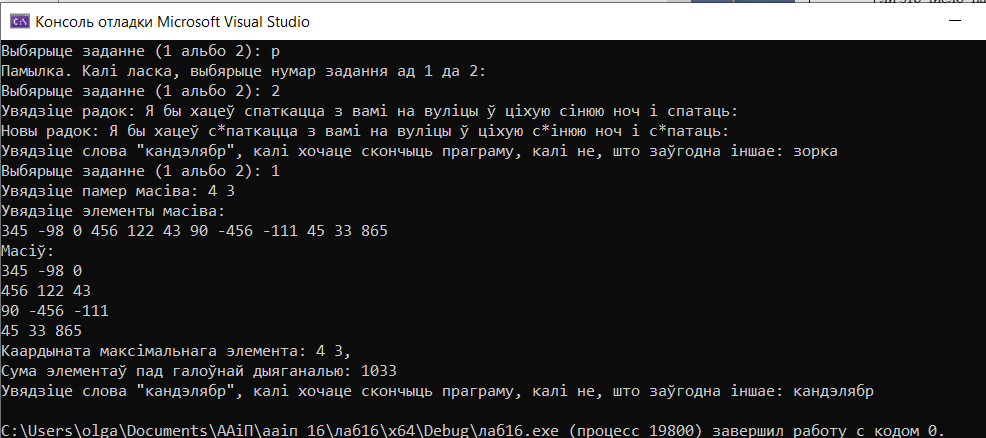 Консоль отладки Microsoft Visual Studio
Выбярыце заданне (1 альбо 2): р
Памылка. Калі ласка, выбярыце нумар задання ад 1 да 2:
Выбярыце заданне (1 альбо 2): 2
Увядзіце радок: Я бы хацеў спаткацца з вамі на вуліцы ў ціхую сінюю ноч і спатаць:
Новы радок: Я бы хацеў с*паткацца з вамі на вуліцы ў ціхую с*інюю ноч і с*патаць:
Увядзіце слова "кандэлябр", калі хочаце скончыць праграму, калі не, што заўгодна іншае: зорка
Выбярыце заданне (1 альбо 2): 1
Увядзіце памер масіва: 4 3
Увядзіце элементы масіва:
345 -98 0 456 122 43 90 -456 -111 45 33 865
Масіў:
345 -98 0
456 122 43
90 -456 -111
45 33 865
Каардыната максімальнага элемента: 4 3,
Сума элементаў пад галоўнай дыяганалью: 1033
Увядзіце слова "кандэлябр", калі хочаце скончыць праграму, калі не, што заўгодна іншае: кандэлябр
C:\Users\olga\Documents\ААіП\ааіп 16\лаб16\x64\Debug\лаб16.exe (процесс 19800) завершил работу с кодом 0.